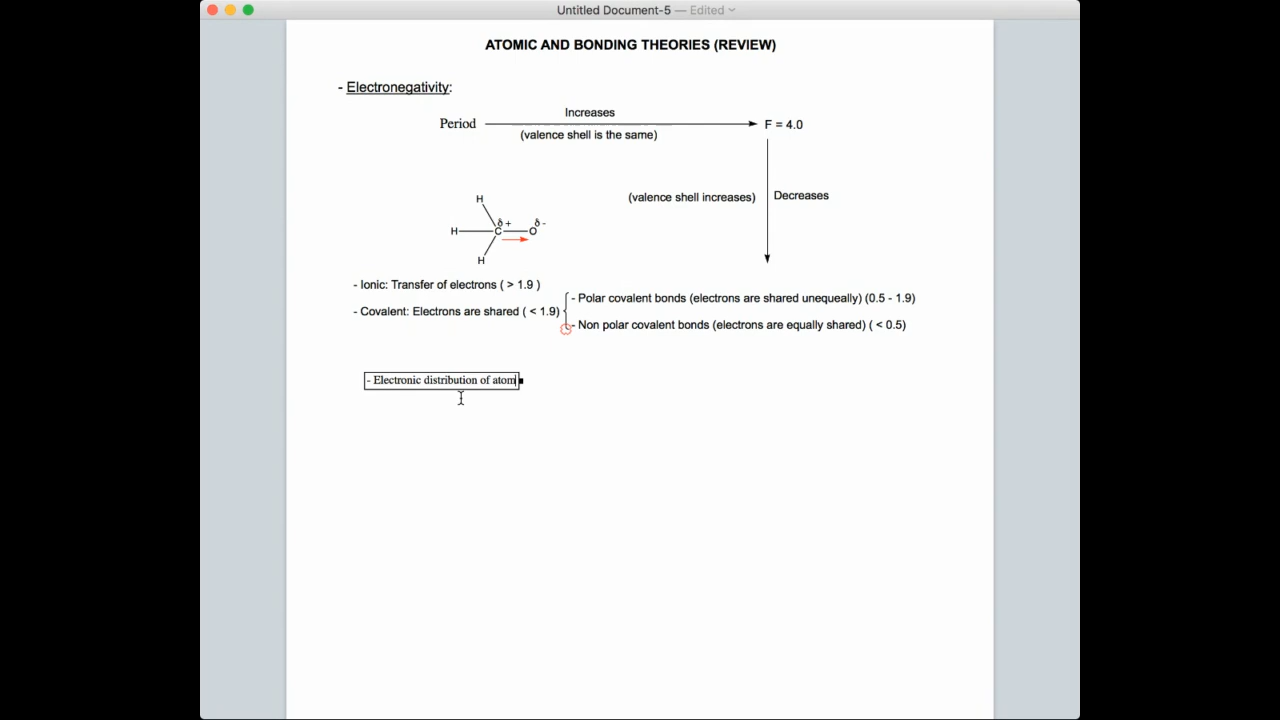 Untitled Document-5 — Edited
ATOMIC AND BONDING THEORIES (REVIEW)
- Electronegativity:
Increases
Period
F = 4.0
(valence shell is the same)
(valence shell increases)
Decreases
H
δ +
δ -
H
C
O
H
- Ionic: Transfer of electrons ( > 1.9 )
- Polar covalent bonds (electrons are shared unequeally) (0.5 - 1.9)
- Covalent: Electrons are shared ( < 1.9)
- Non polar covalent bonds (electrons are equally shared) ( < 0.5)
- Electronic distribution of atom